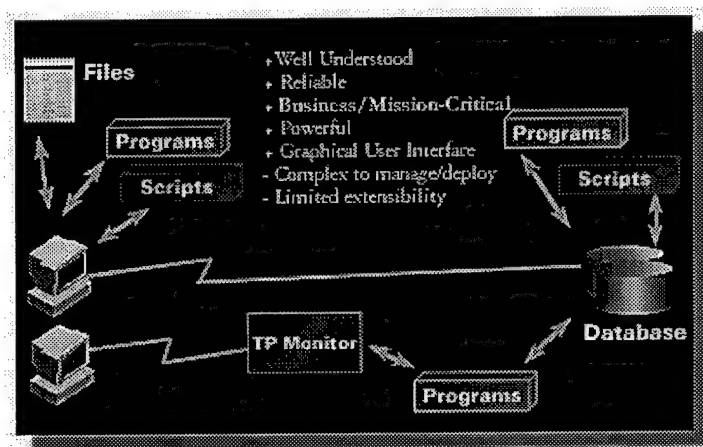 Files
+ Well Understood
+ Reliable
+ Business/Mission-Critical
+ Powerful
+ Graphical User Interface
- Complex to manage/deploy
- Limited extensibility
Programs
Scripts
Programs
Scripts
TP Monitor
Database
Programs